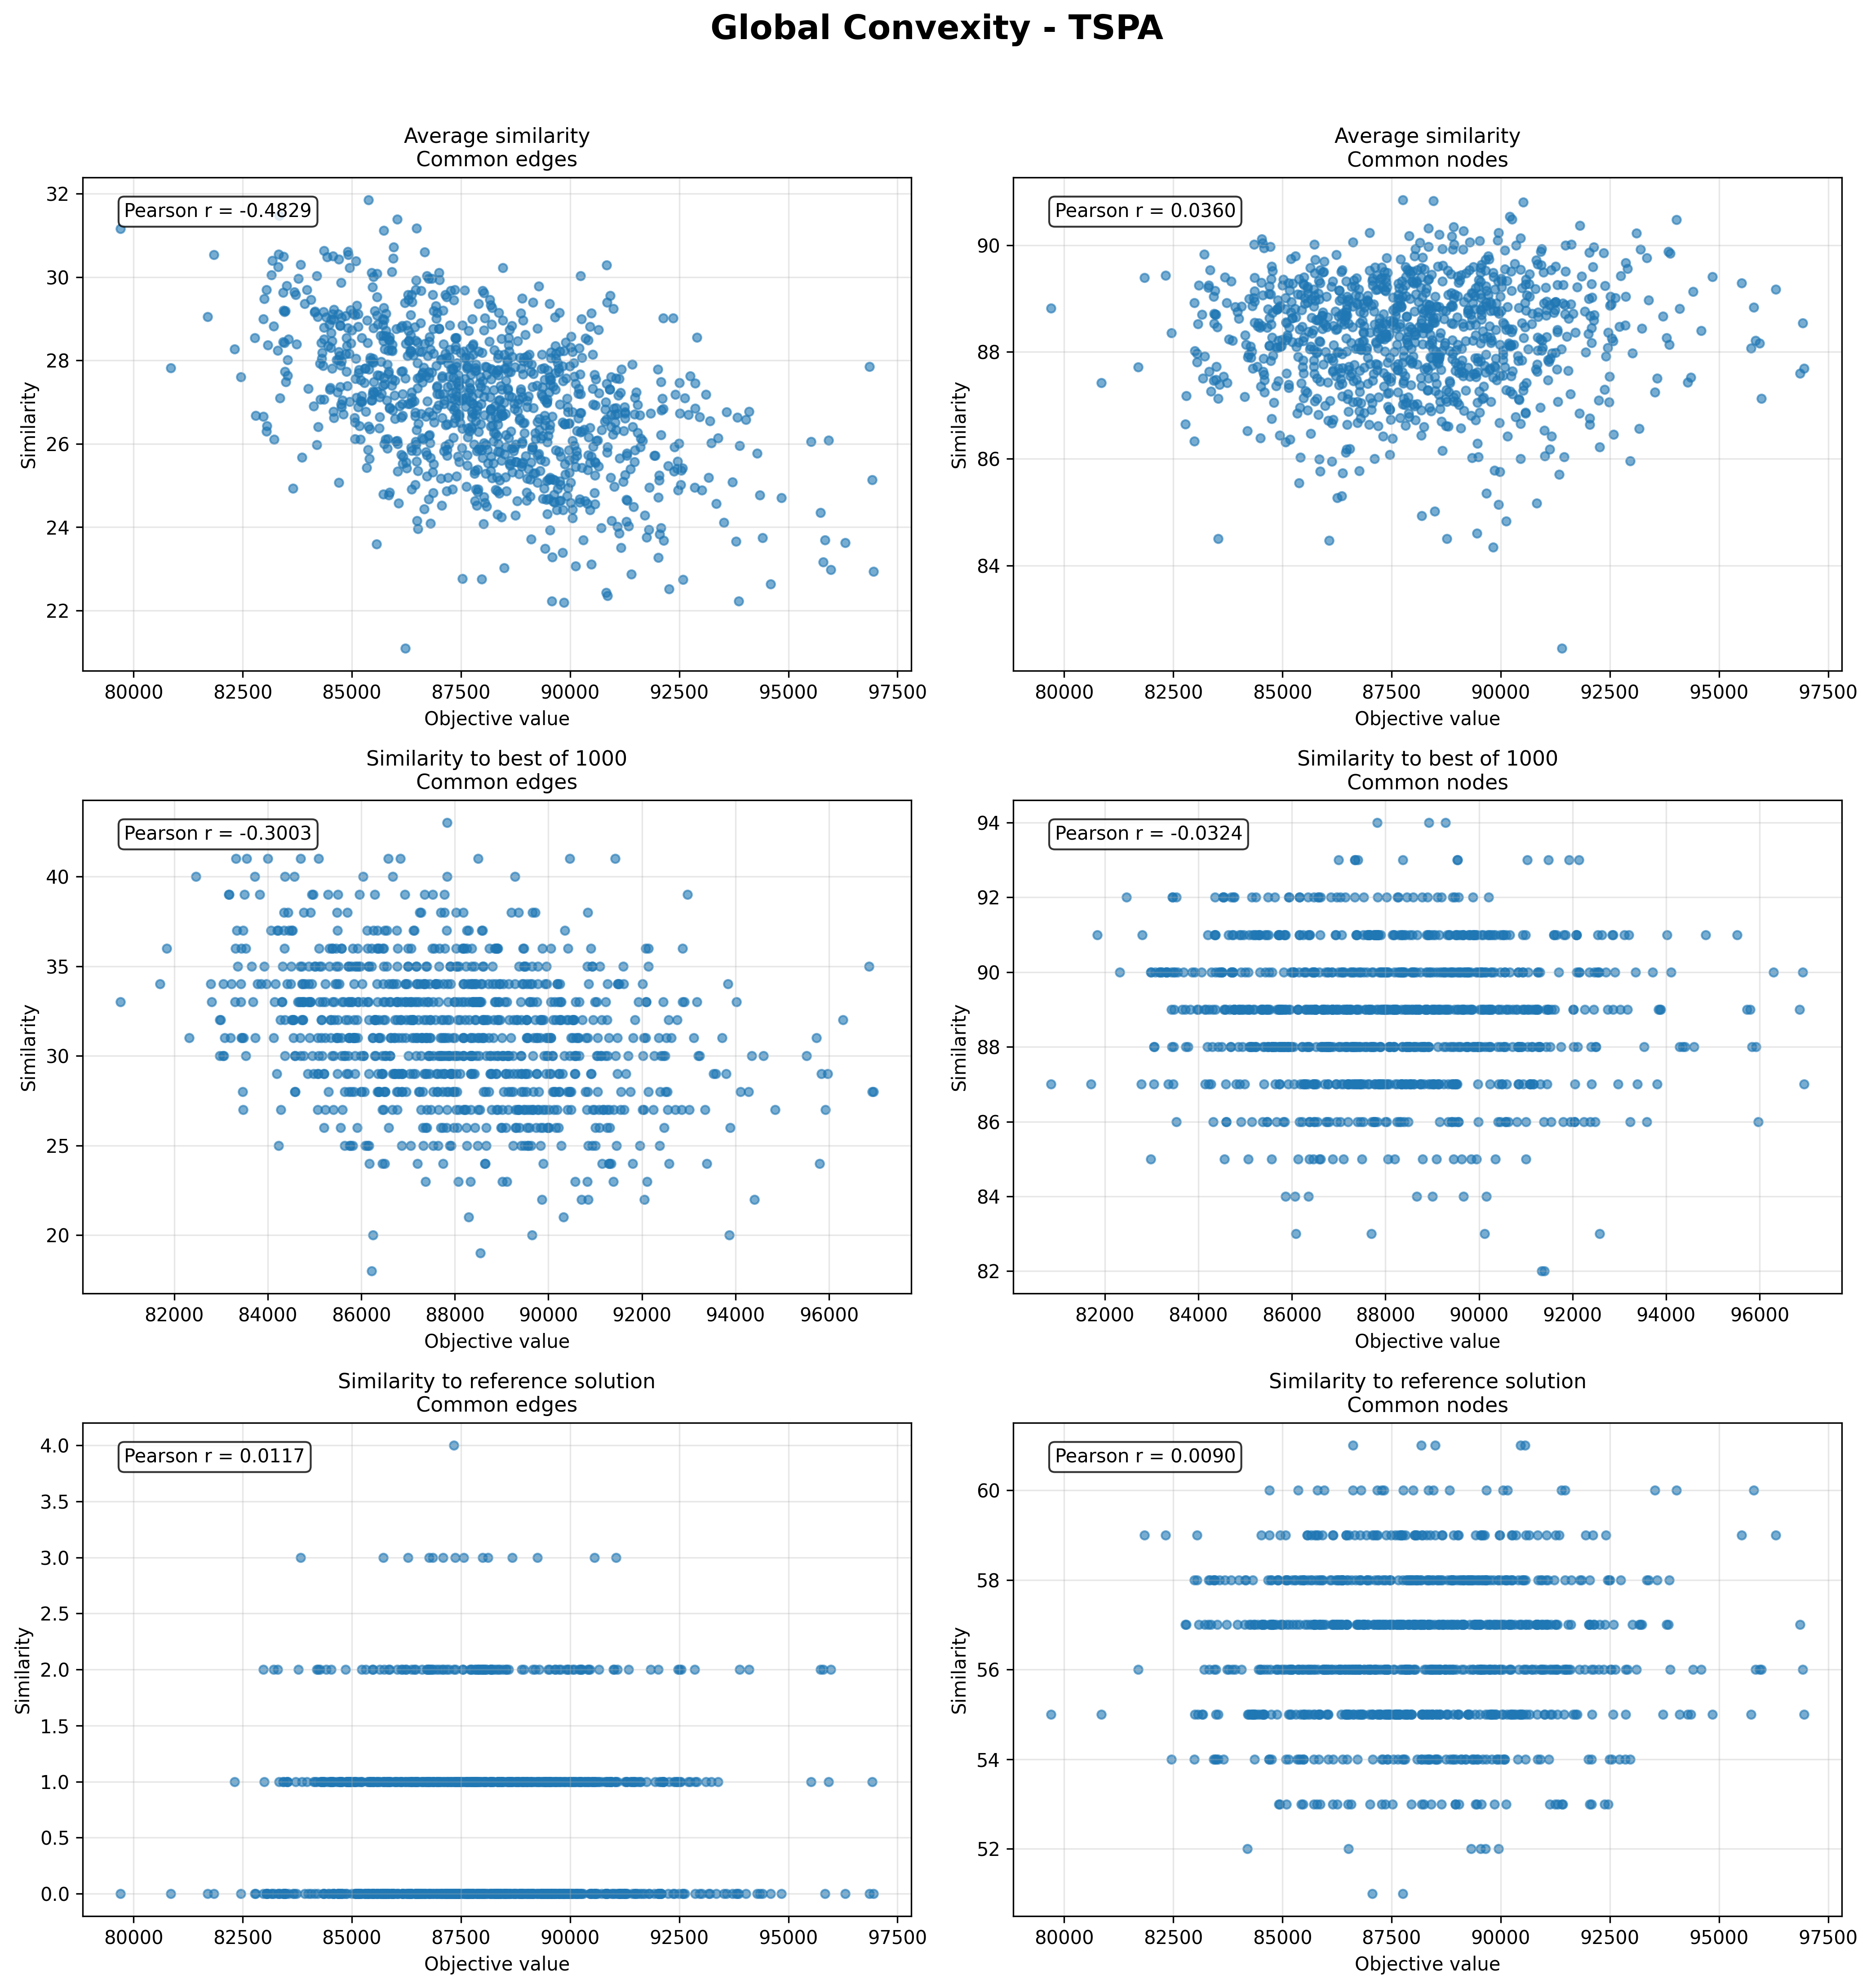 Global Convexity - TSPA
Average similarity
Common edges
Pearson r = -0.4829
Similarity
32
30
28
26
24
22
80000 82500 85000 87500 90000 92500 95000 97500
Objective value
Average similarity
Common nodes
Pearson r = 0.0360
Similarity
90
88
86
84
80000 82500 85000 87500 90000 92500 95000 97500
Objective value
Similarity to best of 1000
Common edges
Pearson r = -0.3003
Similarity
40
35
30
25
20
82000 84000 86000 88000 90000 92000 94000 96000
Objective value
Similarity to best of 1000
Common nodes
Pearson r = -0.0324
Similarity
94
92
90
88
86
84
82
82000 84000 86000 88000 90000 92000 94000 96000
Objective value
Similarity to reference solution
Common edges
Pearson r = 0.0117
Similarity
4.0
3.5
3.0
2.5
2.0
1.5
1.0
0.5
0.0
80000 82500 85000 87500 90000 92500 95000 97500
Objective value
Similarity to reference solution
Common nodes
Pearson r = 0.0090
Similarity
60
58
56
54
52
80000 82500 85000 87500 90000 92500 95000 97500
Objective value